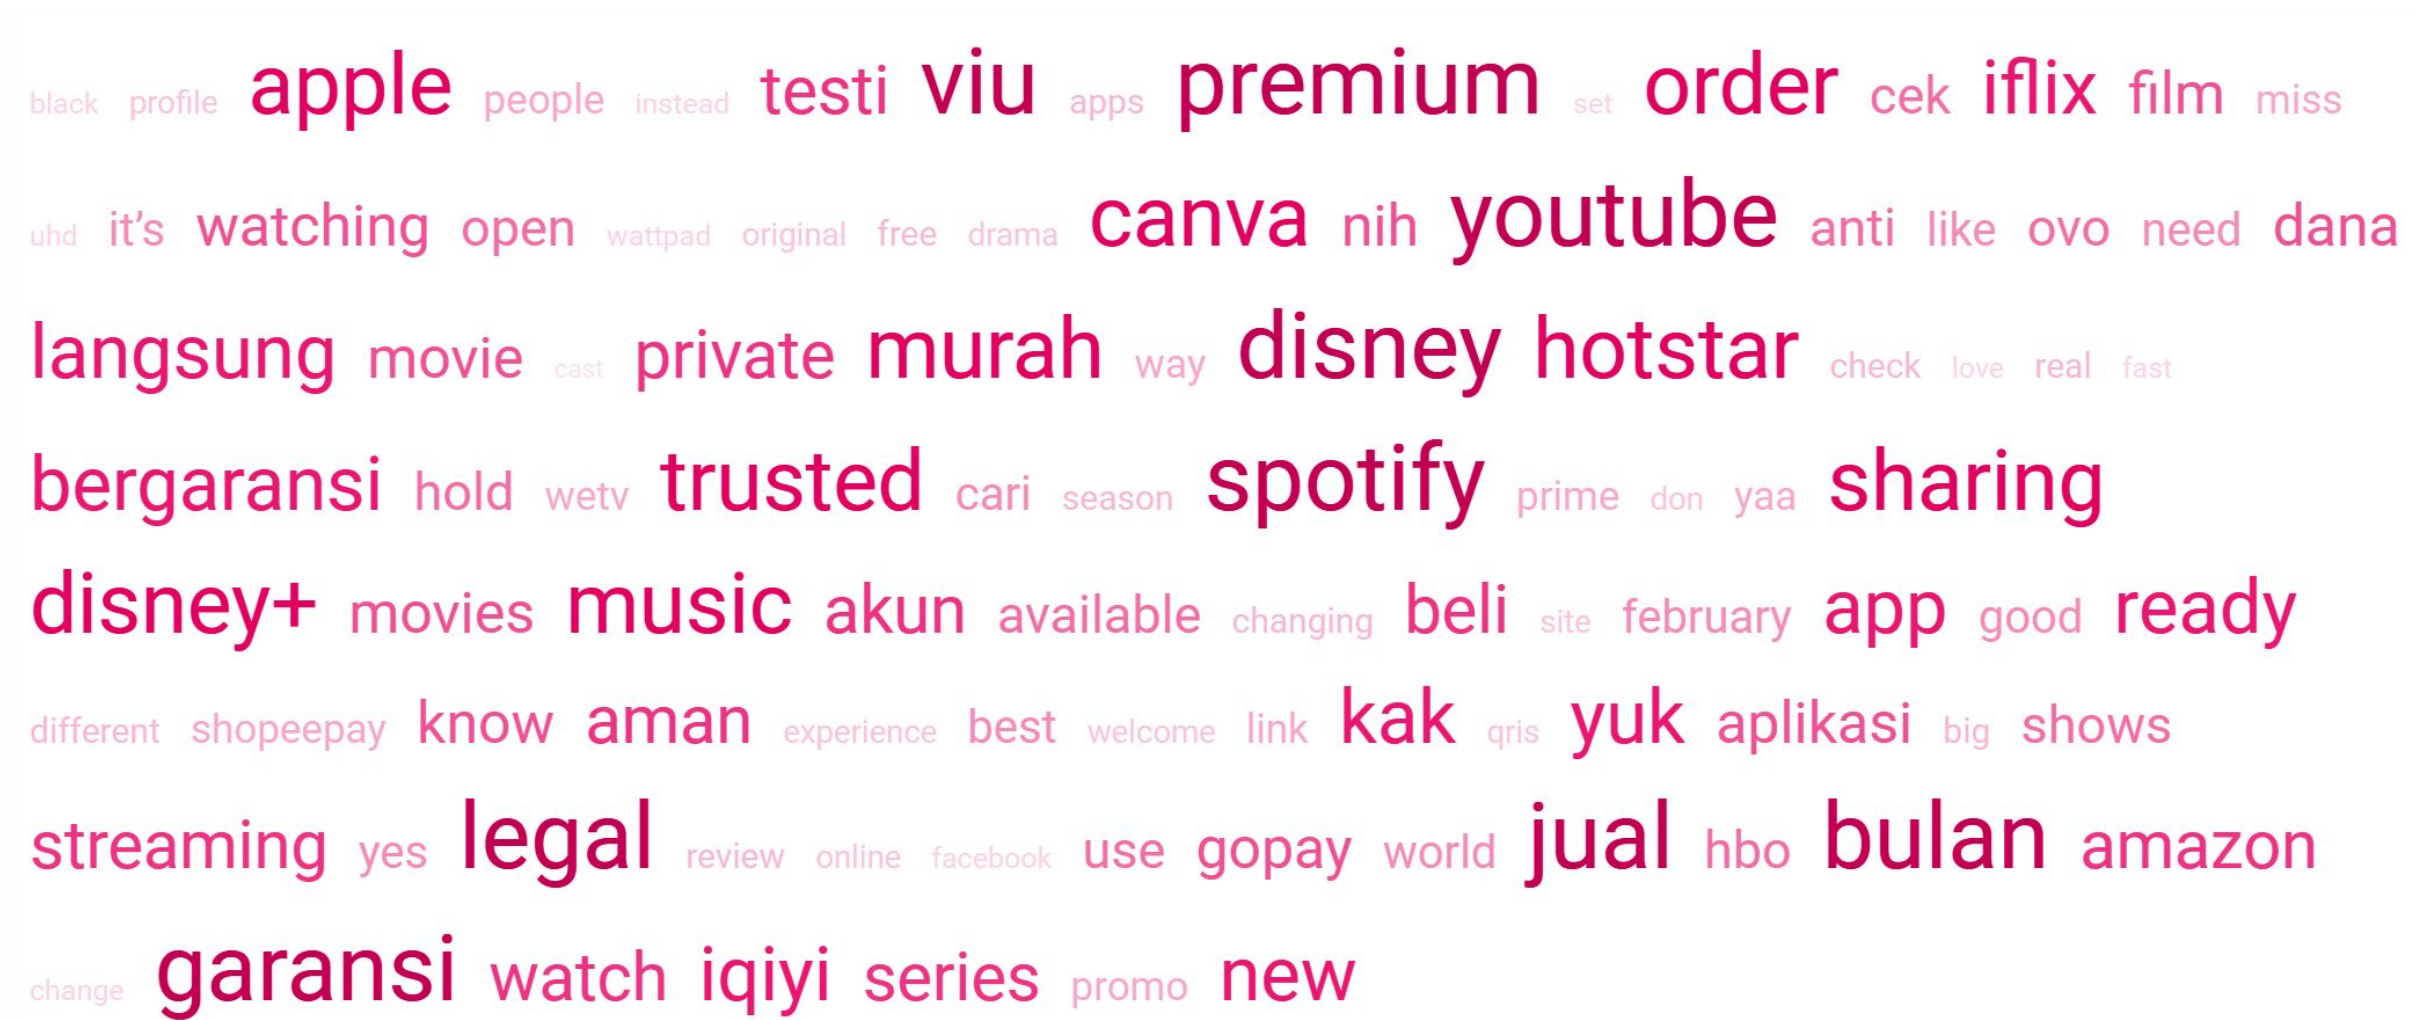 black profile apple people instead testi viu apps premium set order cek iflix film miss
uhd it’s watching open wattpad original free drama canva nih youtube anti like ovo need dana
langsung movie cast private murah way disney hotstar check love real fast
bergaransi hold wetv trusted cari season spotify prime don yaa sharing
disney+ movies music akun available changing beli site february app good ready
different shopeepay know aman experience best welcome link kak qris yuk aplikasi big shows
streaming yes legal review online facebook use gopay world jual hbo bulan amazon
change garansi watch iqiyi series promo new